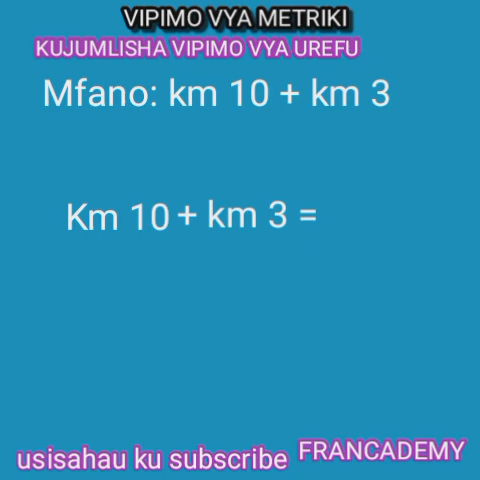 VIPIMO VYA METRIKI
KUJUMLISHA VIPIMO VYA UREFU
Mfano: km 10 + km 3
Km 10 + km 3 =
usisahau ku subscribe FRANCADEMY